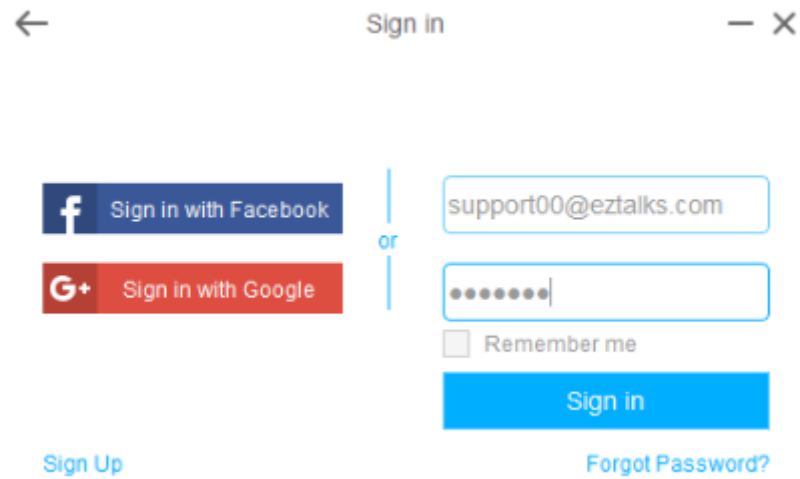 Sign in
f Sign in with Facebook
G+ Sign in with Google
or
support00@eztalks.com
•••••••
Remember me
Sign in
Sign Up
Forgot Password?